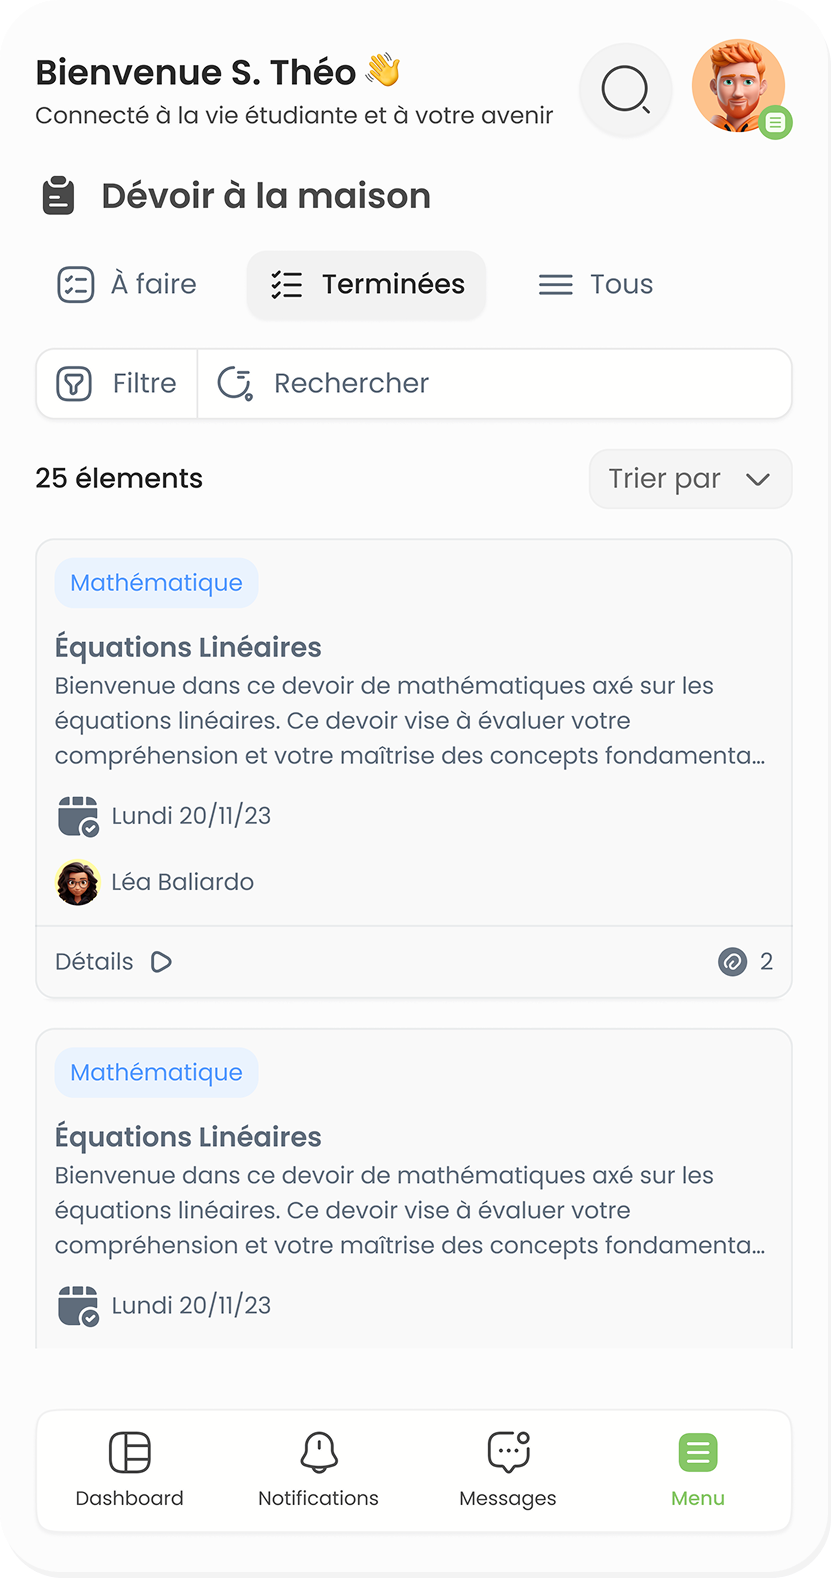 Bienvenue S. Théo 👋
Connecté à la vie étudiante et à votre avenir
Dévoir à la maison
À faire
Terminées
Tous
Filtre
Rechercher
25 élements
Trier par
Mathématique
Équations Linéaires
Bienvenue dans ce devoir de mathématiques axé sur les
équations linéaires. Ce devoir vise à évaluer votre
compréhension et votre maîtrise des concepts fondamenta...
Lundi 20/11/23
Léa Baliardo
Détails
2
Mathématique
Équations Linéaires
Bienvenue dans ce devoir de mathématiques axé sur les
équations linéaires. Ce devoir vise à évaluer votre
compréhension et votre maîtrise des concepts fondamenta...
Lundi 20/11/23
Dashboard
Notifications
Messages
Menu